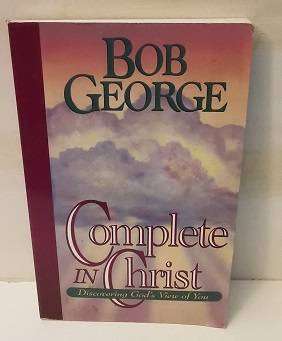 BOB
GEORGE
Complete
IN Christ
Discovering God's View of You